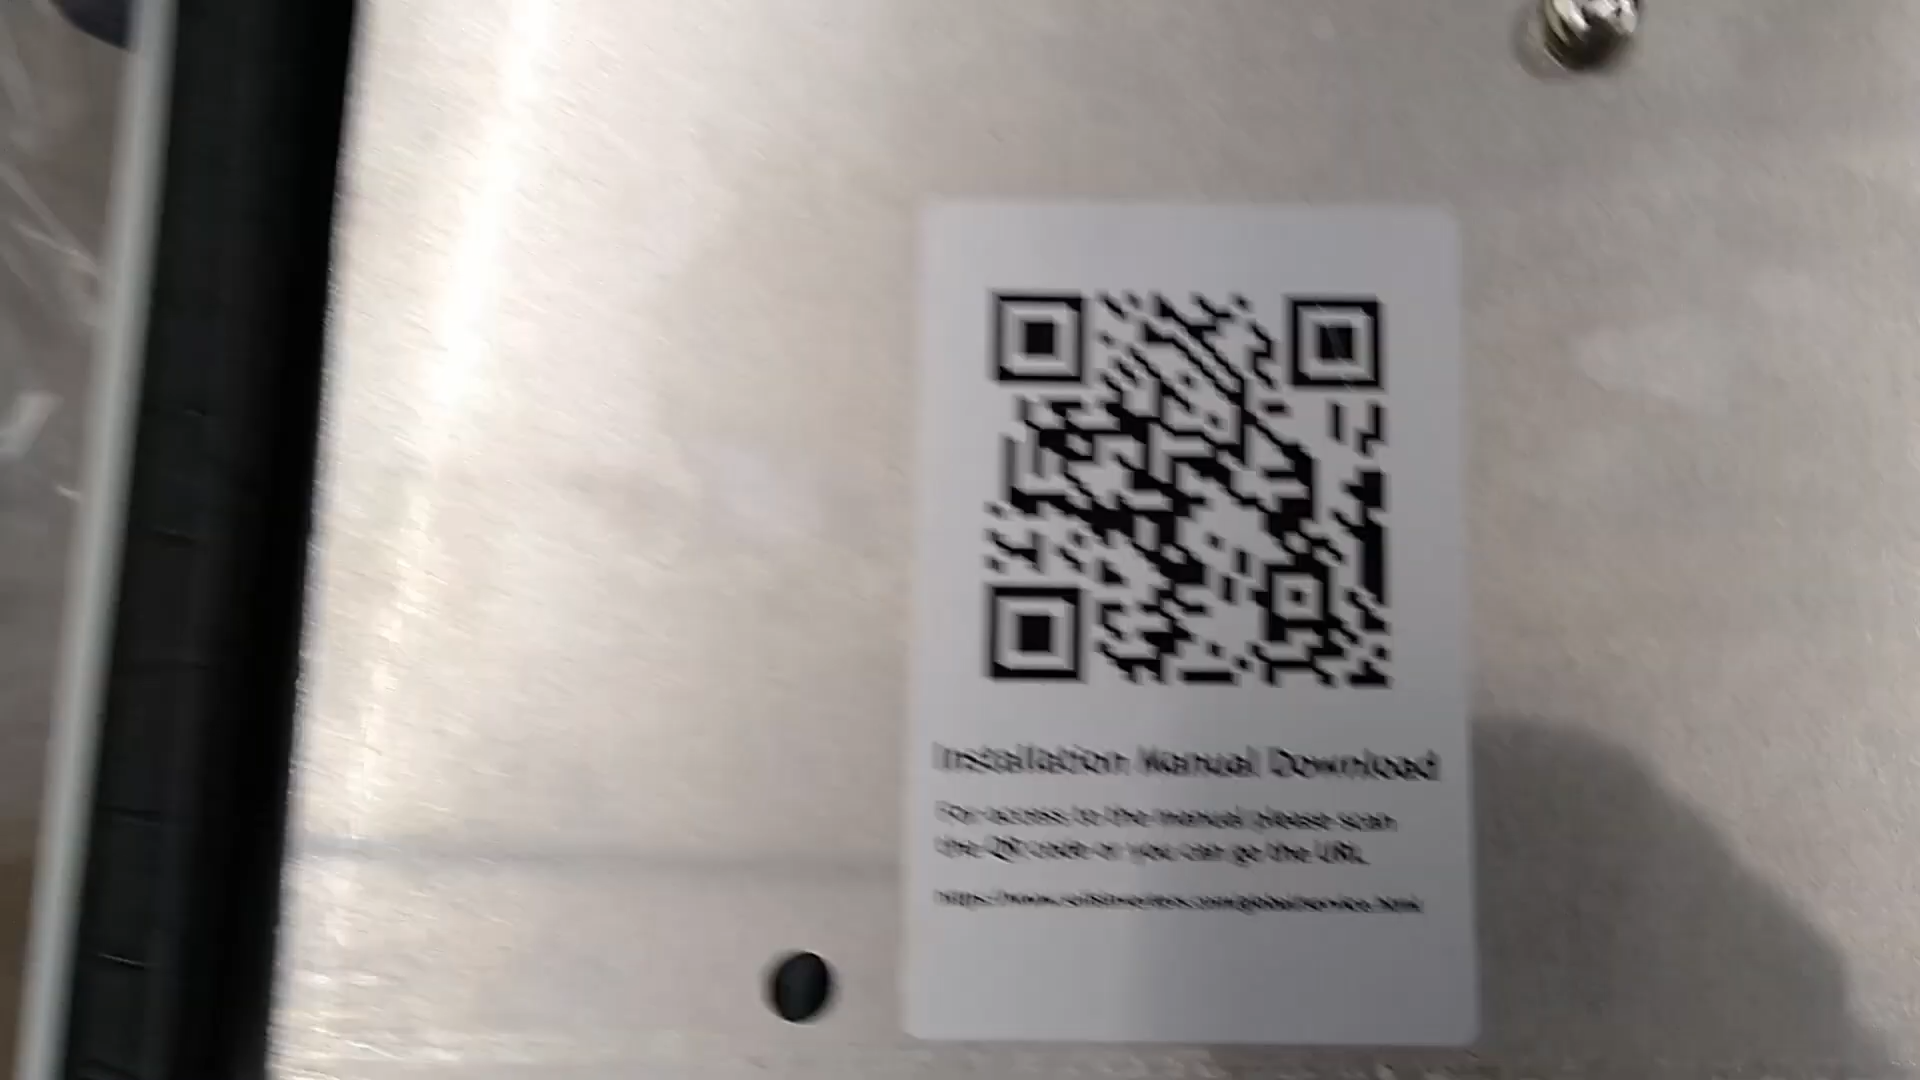 Installation Manual Download
For access to the manual please scan
the QR code or you can go the URL